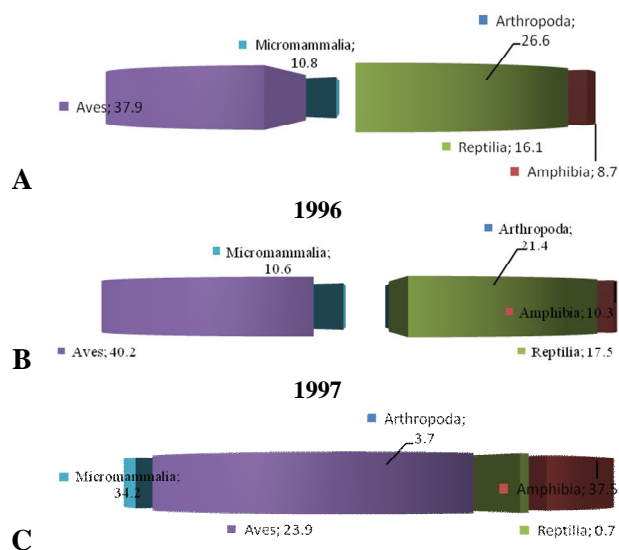 Arthropoda;
26.6
Micromammalia;
10.8
Aves; 37.9
Reptilia; 16.1
Amphibia; 8.7
A
1996
Arthropoda;
21.4
Micromammalia;
10.6
Amphibia; 10.3
Aves; 40.2
Reptilia; 17.5
B
1997
Arthropoda;
3.7
Micromammalia;
34.2
Amphibia; 37.5
Aves; 23.9
Reptilia; 0.7
C